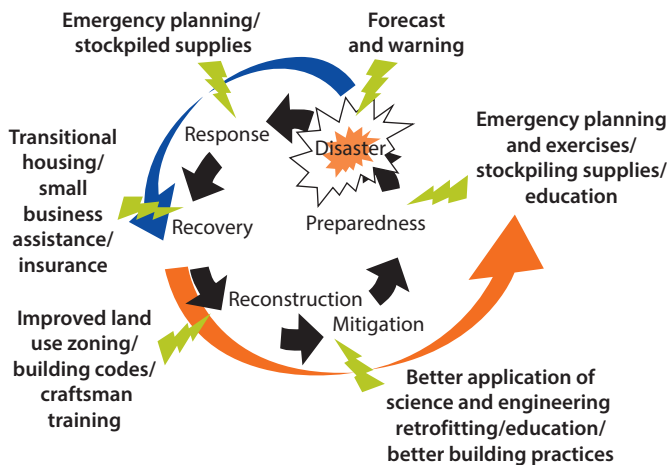 Emergency planning/
stockpiled supplies
Forecast
and warning
Response
Disaster
Emergency planning
and exercises/
stockpiling supplies/
education
Transitional
housing/
small
business
assistance/
insurance
Recovery
Preparedness
Reconstruction
Mitigation
Improved land
use zoning/
building codes/
craftsman
training
Better application of
science and engineering
retrofitting/education/
better building practices